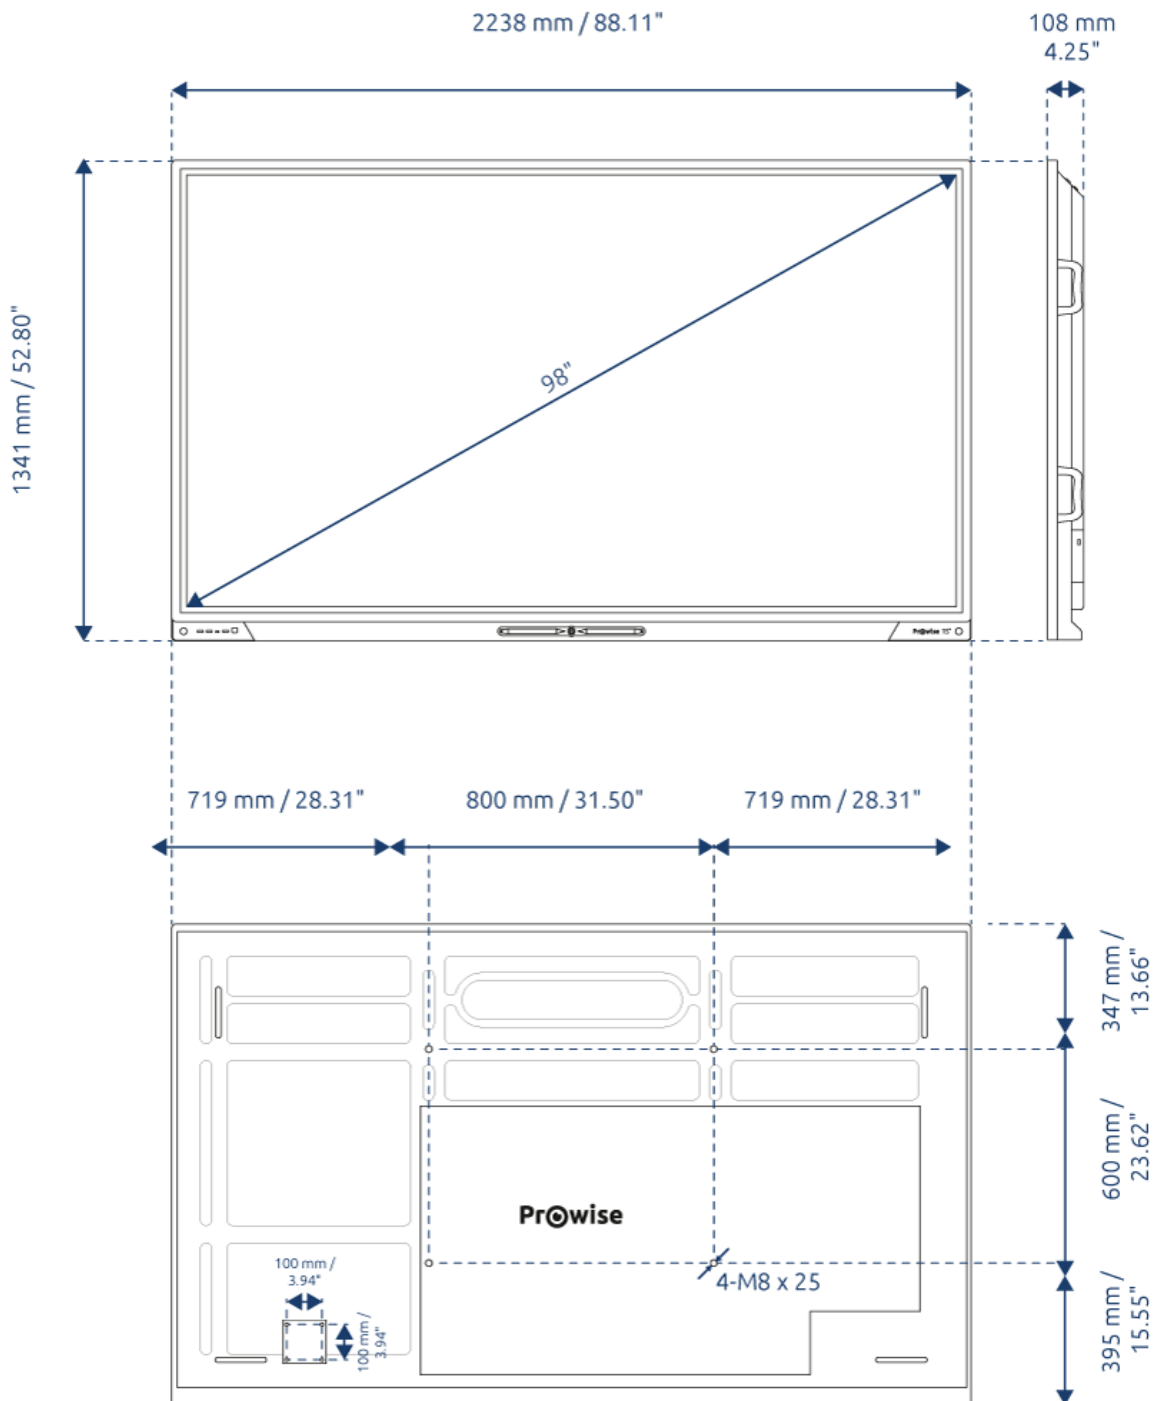 2238 mm / 88.11"
108 mm
4.25"
1341 mm / 52.80"
98"
Prowise
719 mm / 28.31"
800 mm / 31.50"
719 mm / 28.31"
347 mm /
13.66"
600 mm /
23.62"
Prowise
4-M8 x 25
100 mm /
3.94"
100 mm /
3.94"
395 mm /
15.55"